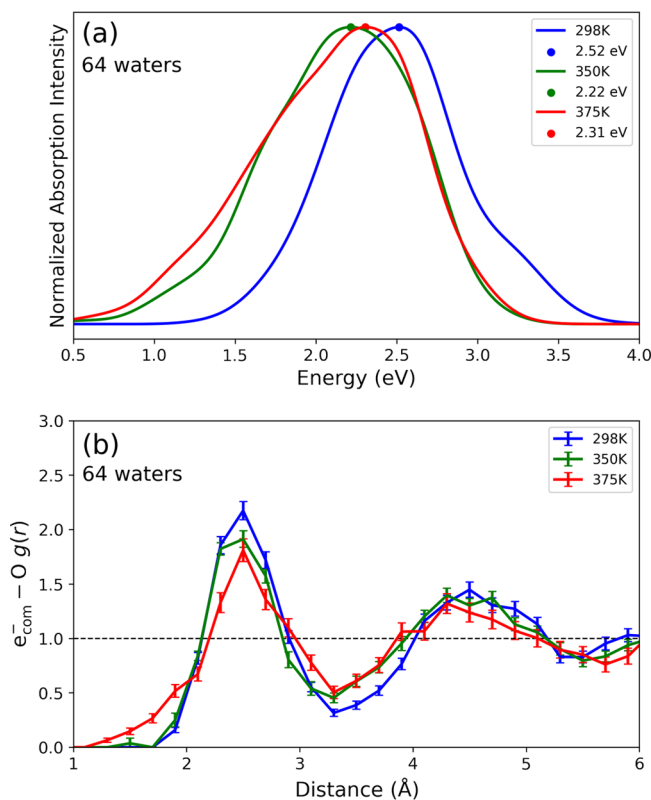 (a)
64 waters
298K
2.52 eV
350K
2.22 eV
375K
2.31 eV
Normalized Absorption Intensity
0.5 1.0 1.5 2.0 2.5 3.0 3.5 4.0
Energy (eV)
(b)
64 waters
298K
350K
375K
3.0
2.5
2.0
1.5
1.0
0.5
0.0
e⁻com − O g(r)
1 2 3 4 5 6
Distance (Å)